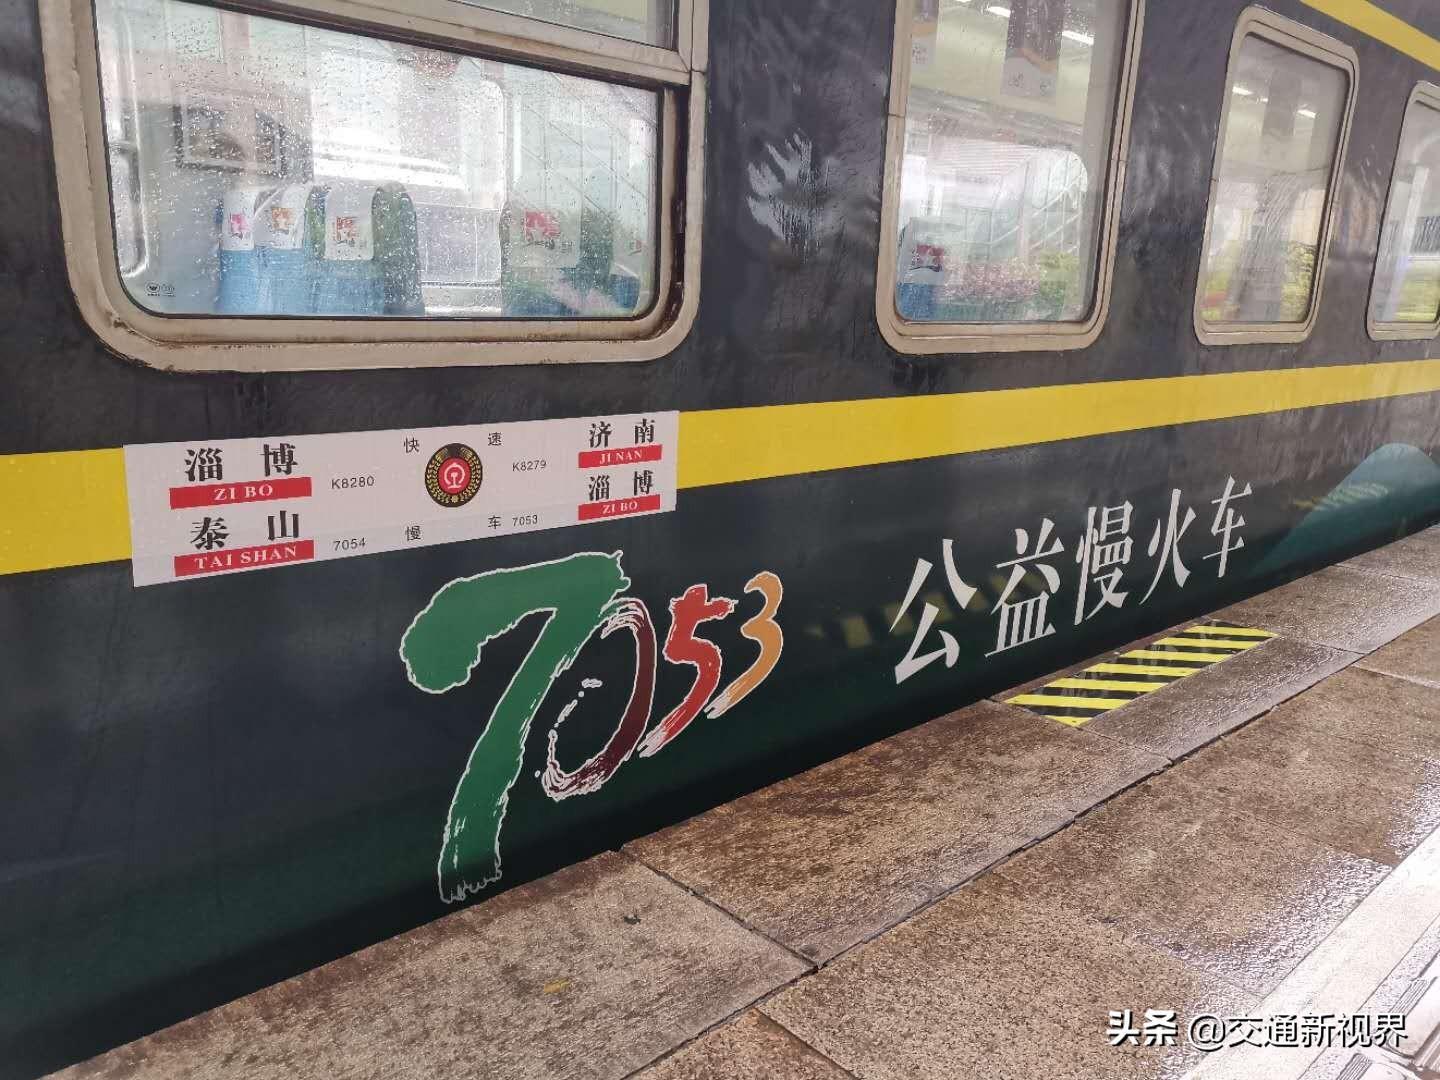 淄博 快速 济南
ZI BO K8280 K8279 JI NAN
泰山 慢车 淄博
TAI SHAN 7054 7053 ZI BO
7053 公益慢火车
头条 @交通新视界